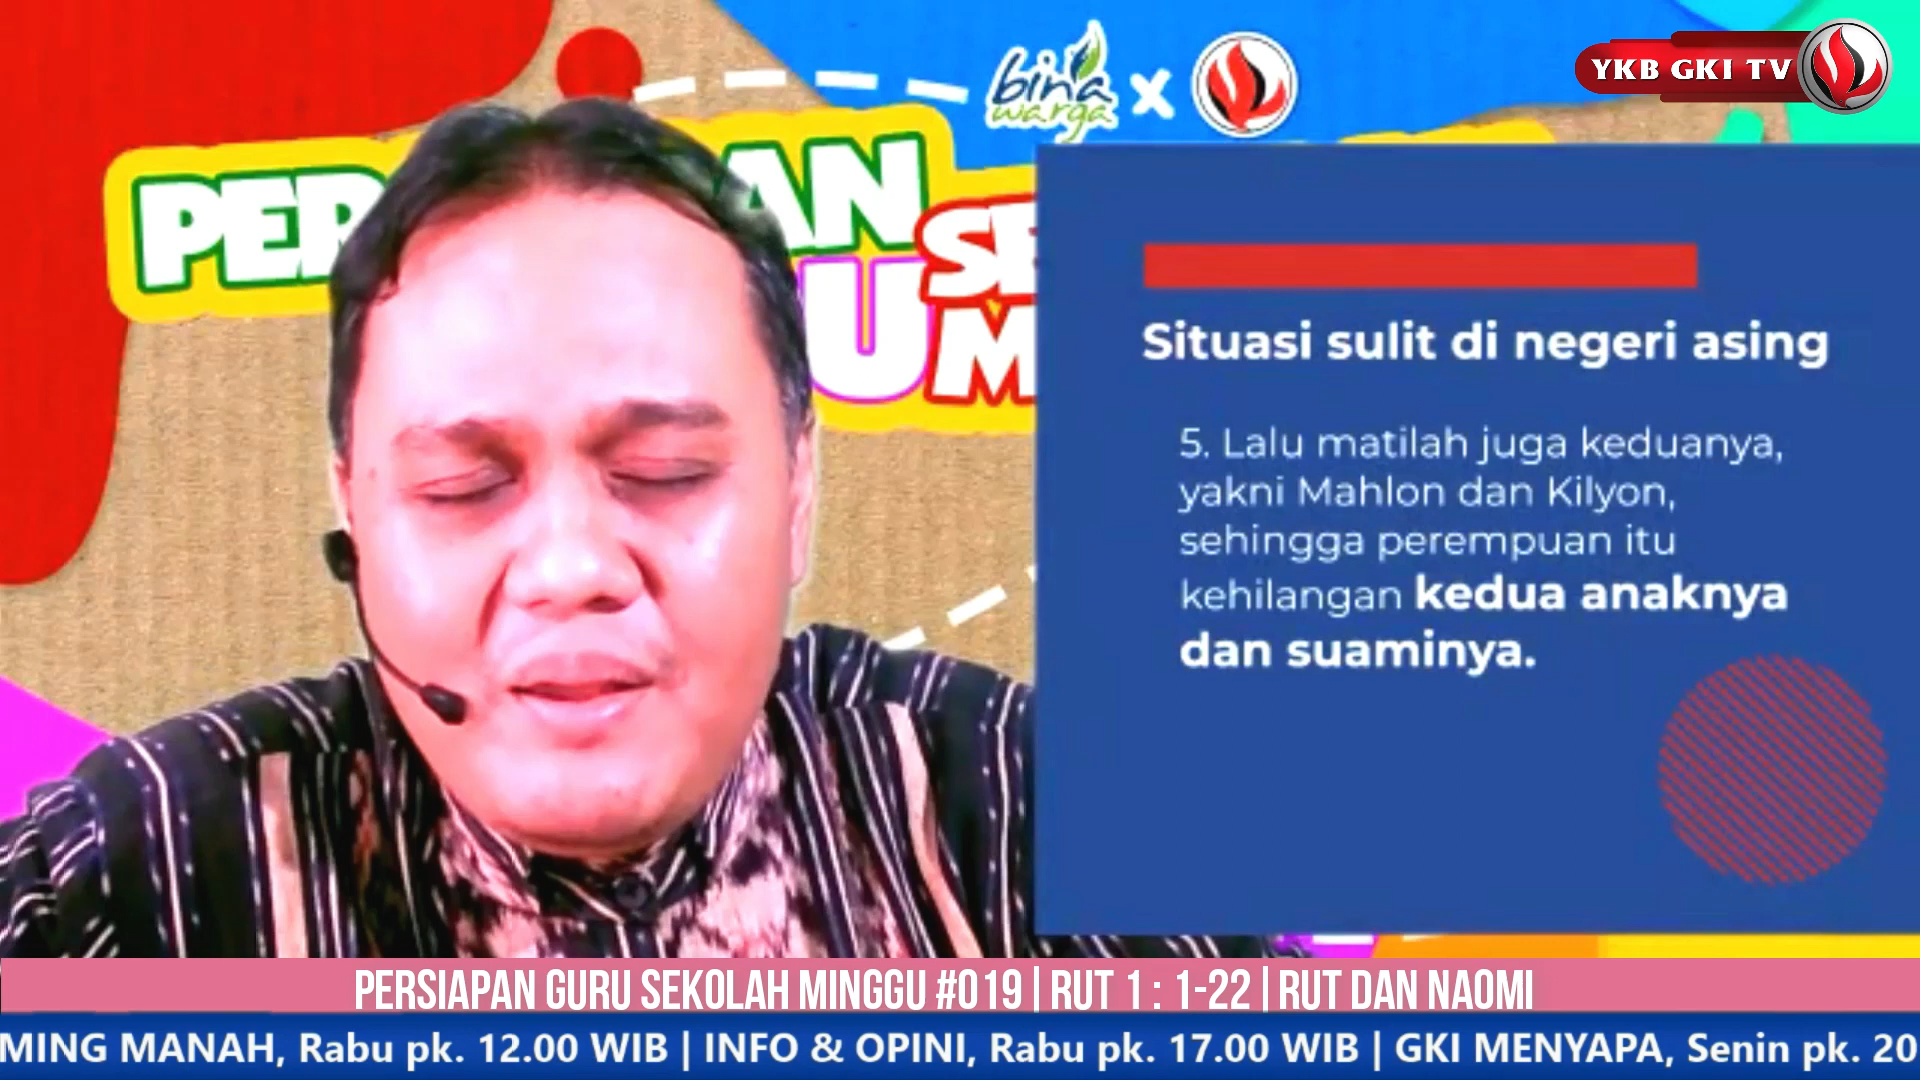 bina
warga
x
YKB GKI TV
PER
AN
SE
U
M
Situasi sulit di negeri asing
5. Lalu matilah juga keduanya,
yakni Mahlon dan Kilyon,
sehingga perempuan itu
kehilangan kedua anaknya
dan suaminya.
PERSIAPAN GURU SEKOLAH MINGGU #019 | RUT 1 : 1-22 | RUT DAN NAOMI
MING MANAH, Rabu pk. 12.00 WIB | INFO & OPINI, Rabu pk. 17.00 WIB | GKI MENYAPA, Senin pk. 20